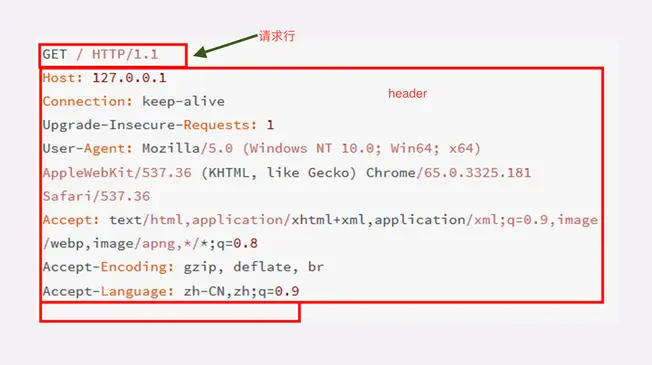 请求行
GET / HTTP/1.1
Host: 127.0.0.1
header
Connection: keep-alive
Upgrade-Insecure-Requests: 1
User-Agent: Mozilla/5.0 (Windows NT 10.0; Win64; x64)
AppleWebKit/537.36 (KHTML, like Gecko) Chrome/65.0.3325.181
Safari/537.36
Accept: text/html,application/xhtml+xml,application/xml;q=0.9,image
/webp,image/apng,*/*;q=0.8
Accept-Encoding: gzip, deflate, br
Accept-Language: zh-CN,zh;q=0.9